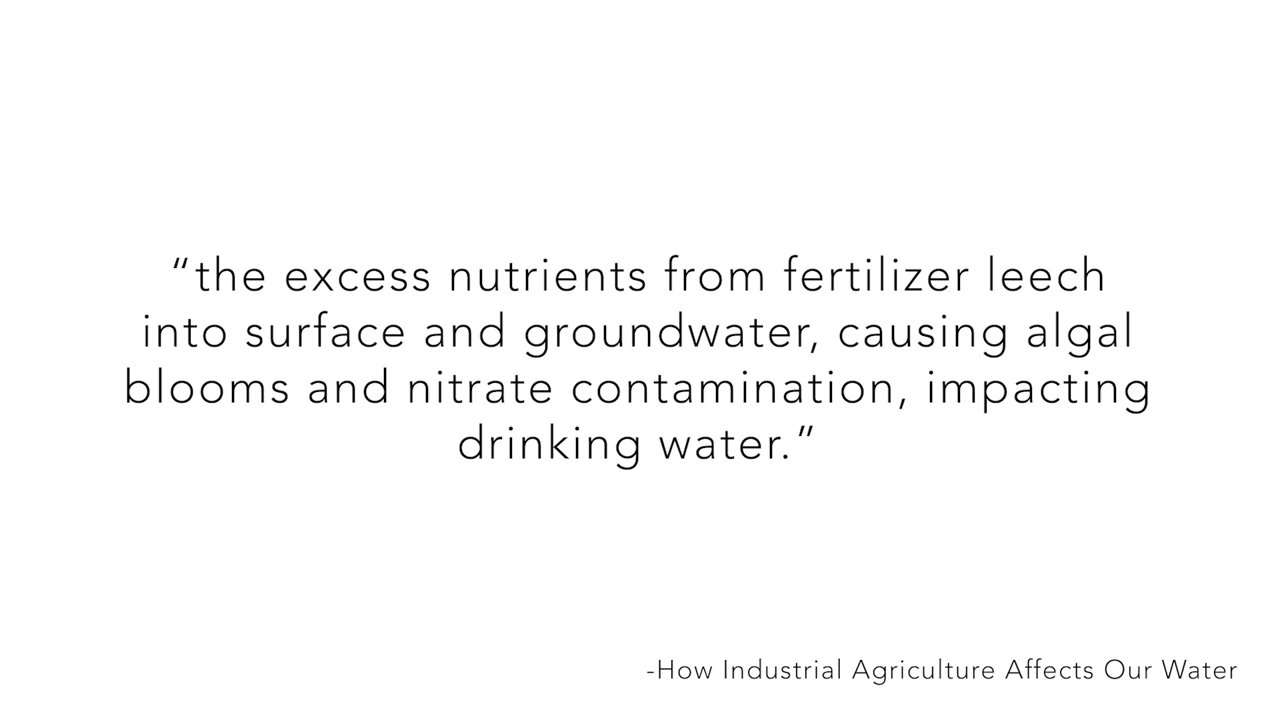 “the excess nutrients from fertilizer leech
into surface and groundwater, causing algal
blooms and nitrate contamination, impacting
drinking water.”
-How Industrial Agriculture Affects Our Water